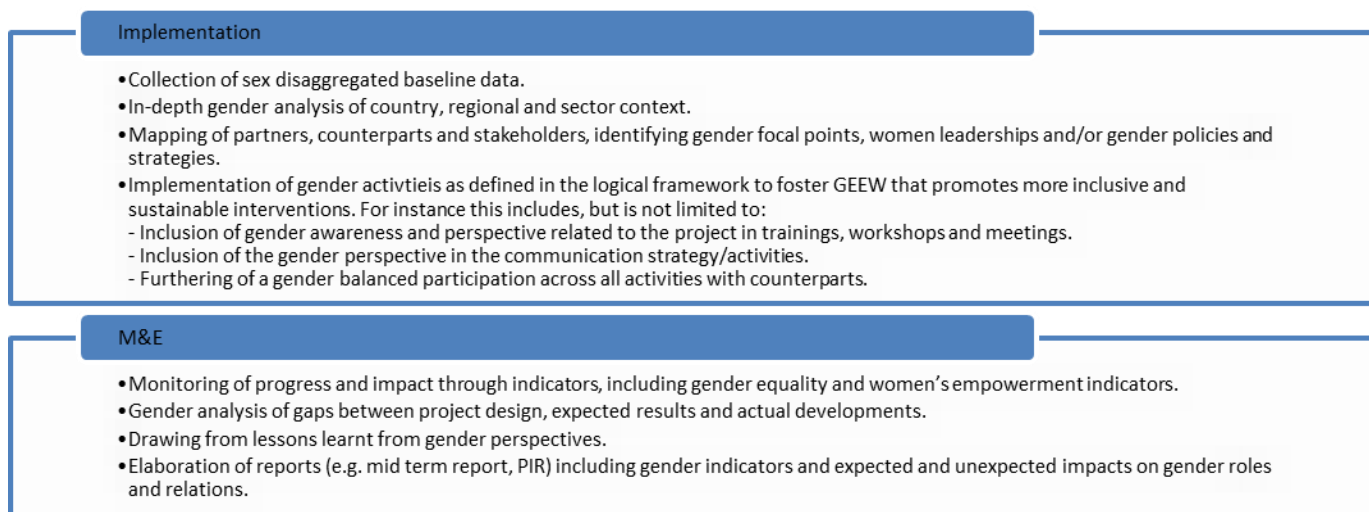 Implementation
•Collection of sex disaggregated baseline data.
•In-depth gender analysis of country, regional and sector context.
•Mapping of partners, counterparts and stakeholders, identifying gender focal points, women leaderships and/or gender policies and
strategies.
•Implementation of gender activtieis as defined in the logical framework to foster GEEW that promotes more inclusive and
sustainable interventions. For instance this includes, but is not limited to:
- Inclusion of gender awareness and perspective related to the project in trainings, workshops and meetings.
- Inclusion of the gender perspective in the communication strategy/activities.
- Furthering of a gender balanced participation across all activities with counterparts.
M&E
•Monitoring of progress and impact through indicators, including gender equality and women's empowerment indicators.
•Gender analysis of gaps between project design, expected results and actual developments.
•Drawing from lessons learnt from gender perspectives.
•Elaboration of reports (e.g. mid term report, PIR) including gender indicators and expected and unexpected impacts on gender roles
and relations.